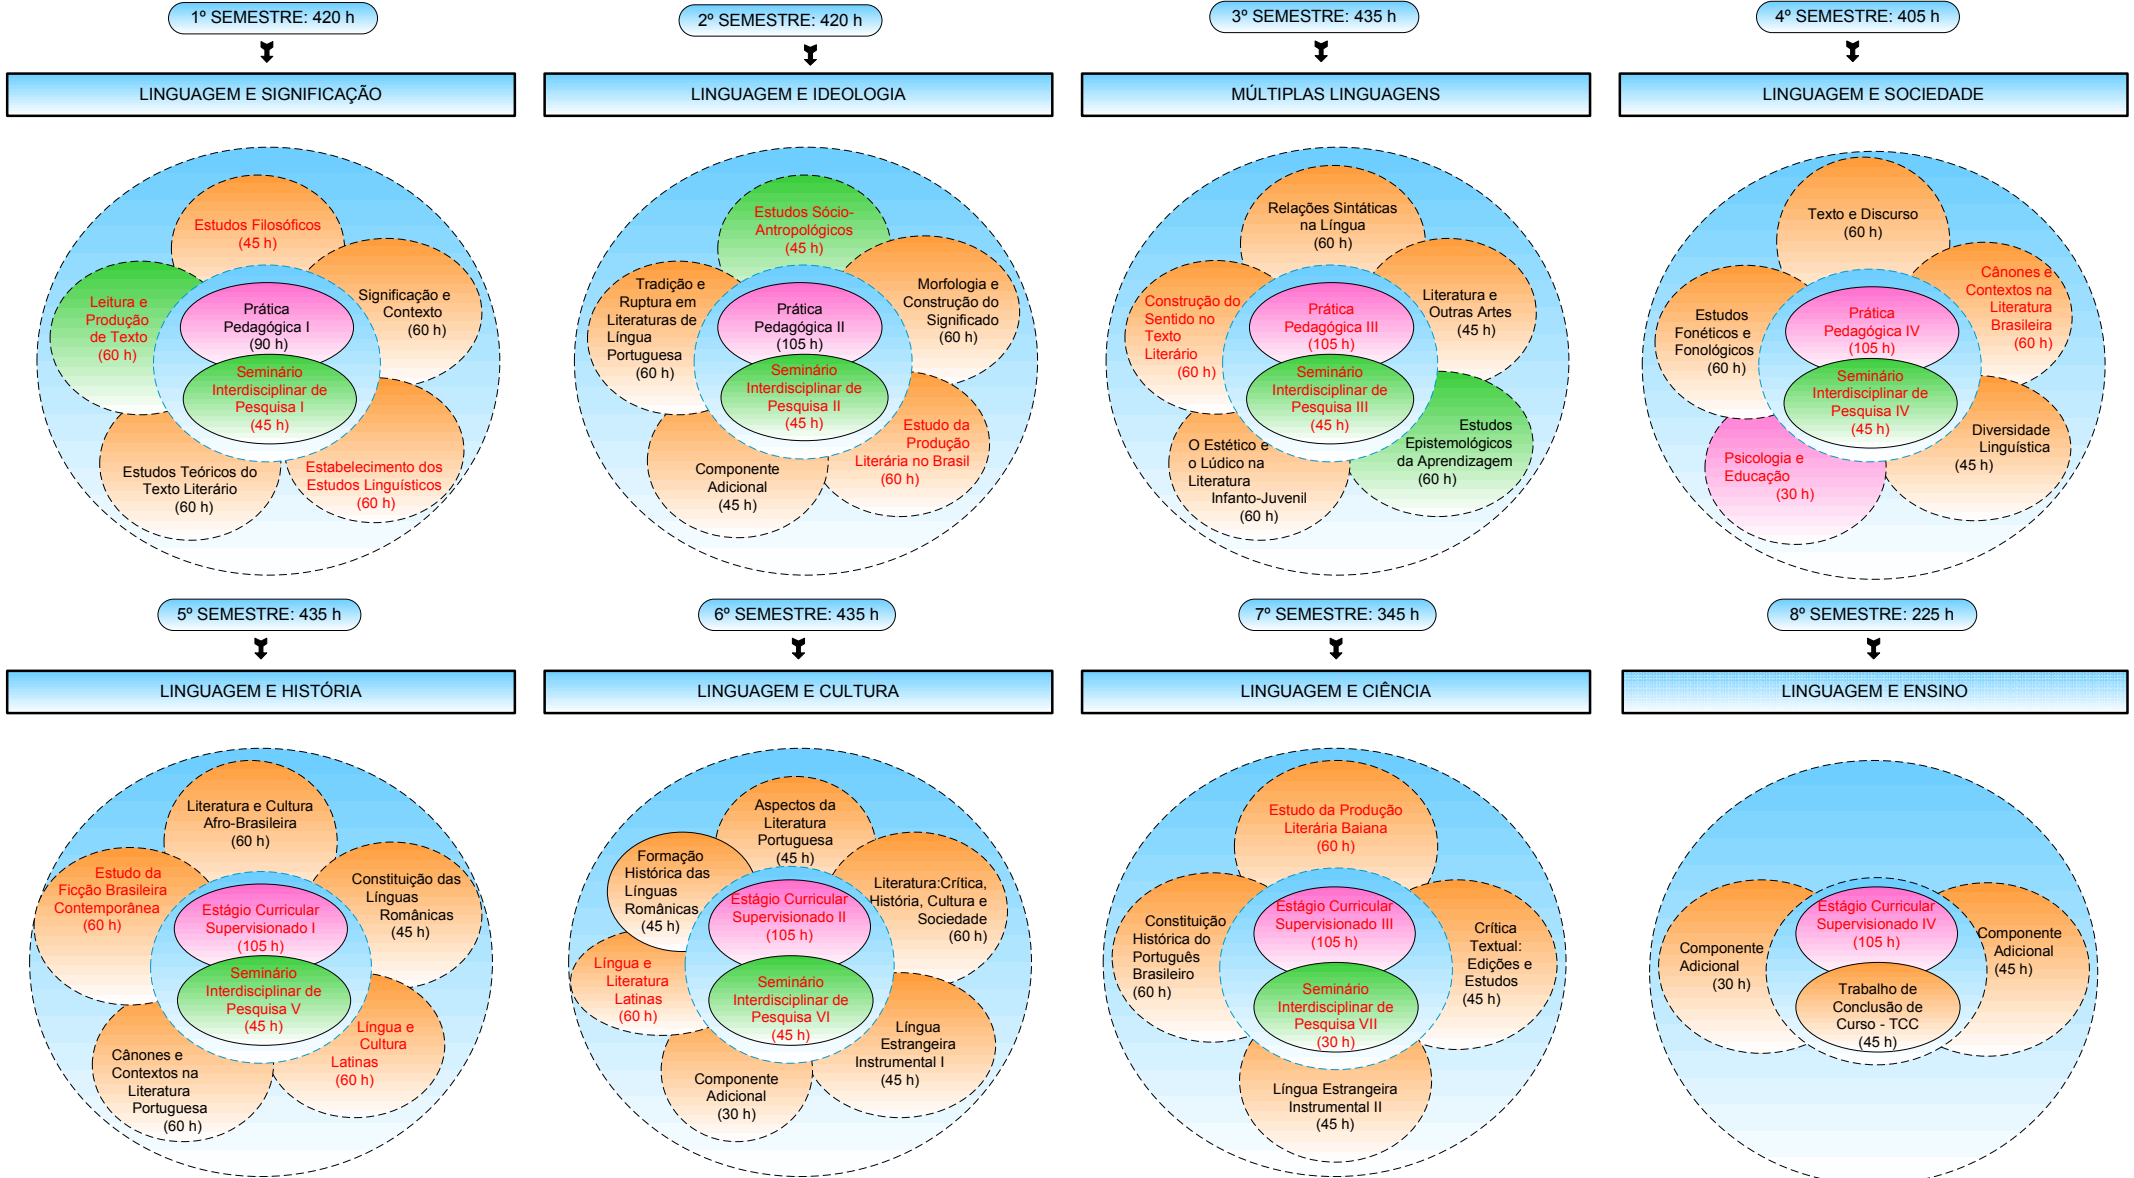 1º SEMESTRE: 420 h
LINGUAGEM E SIGNIFICAÇÃO
Estudos Filosóficos
(45 h)
Significação e
Contexto
(60 h)
Leitura e
Produção
de Texto
(60 h)
Prática
Pedagógica I
(90 h)
Seminário
Interdisciplinar de
Pesquisa I
(45 h)
Estudos Teóricos do
Texto Literário
(60 h)
Estabelecimento dos
Estudos Linguísticos
(60 h)
2º SEMESTRE: 420 h
LINGUAGEM E IDEOLOGIA
Estudos Sócio-
Antropológicos
(45 h)
Tradição e
Ruptura em
Literaturas de
Língua
Portuguesa
(60 h)
Morfologia e
Construção do
Significado
(60 h)
Prática
Pedagógica II
(105 h)
Seminário
Interdisciplinar de
Pesquisa II
(45 h)
Estudo da
Produção
Literária no Brasil
(60 h)
Componente
Adicional
(45 h)
3º SEMESTRE: 435 h
MÚLTIPLAS LINGUAGENS
Relações Sintáticas
na Língua
(60 h)
Construção do
Sentido no
Texto
Literário
(60 h)
Literatura e
Outras Artes
(45 h)
Prática
Pedagógica III
(105 h)
Seminário
Interdisciplinar de
Pesquisa III
(45 h)
O Estético e
o Lúdico na
Literatura
Infanto-Juvenil
(60 h)
Estudos
Epistemológicos
da Aprendizagem
(60 h)
4º SEMESTRE: 405 h
LINGUAGEM E SOCIEDADE
Texto e Discurso
(60 h)
Cânones e
Contextos na
Literatura
Brasileira
(60 h)
Estudos
Fonéticos e
Fonológicos
(60 h)
Prática
Pedagógica IV
(105 h)
Seminário
Interdisciplinar de
Pesquisa IV
(45 h)
Psicologia e
Educação
(30 h)
Diversidade
Linguística
(45 h)
5º SEMESTRE: 435 h
LINGUAGEM E HISTÓRIA
Literatura e Cultura
Afro-Brasileira
(60 h)
Estudo da
Ficção Brasileira
Contemporânea
(60 h)
Constituição das
Línguas
Românicas
(45 h)
Estágio Curricular
Supervisionado I
(105 h)
Seminário
Interdisciplinar de
Pesquisa V
(45 h)
Língua e
Cultura
Latinas
(60 h)
Cânones e
Contextos na
Literatura
Portuguesa
(60 h)
6º SEMESTRE: 435 h
LINGUAGEM E CULTURA
Aspectos da
Literatura
Portuguesa
(45 h)
Formação
Histórica das
Línguas
Românicas
(45 h)
Literatura:Crítica,
História, Cultura e
Sociedade
(60 h)
Estágio Curricular
Supervisionado II
(105 h)
Língua e
Literatura
Latinas
(60 h)
Seminário
Interdisciplinar de
Pesquisa VI
(45 h)
Língua
Estrangeira
Instrumental I
(45 h)
Componente
Adicional
(30 h)
7º SEMESTRE: 345 h
LINGUAGEM E CIÊNCIA
Estudo da Produção
Literária Baiana
(60 h)
Constituição
Histórica do
Português
Brasileiro
(60 h)
Estágio Curricular
Supervisionado III
(105 h)
Crítica
Textual:
Edições e
Estudos
(45 h)
Seminário
Interdisciplinar de
Pesquisa VII
(30 h)
Língua Estrangeira
Instrumental II
(45 h)
8º SEMESTRE: 225 h
LINGUAGEM E ENSINO
Componente
Adicional
(30 h)
Estágio Curricular
Supervisionado IV
(105 h)
Componente
Adicional
(45 h)
Trabalho de
Conclusão de
Curso - TCC
(45 h)